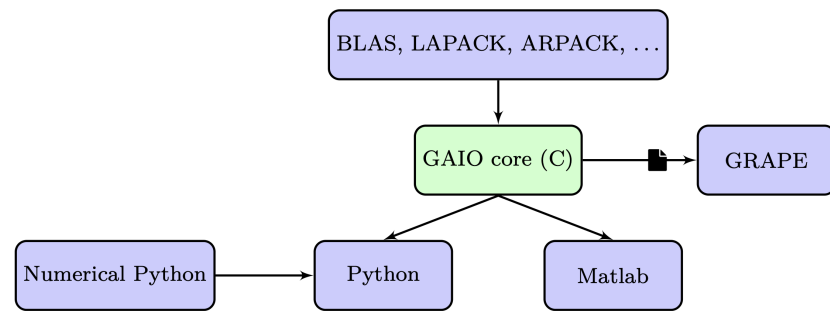 BLAS, LAPACK, ARPACK, ...
GAIO core (C)
GRAPE
Numerical Python
Python
Matlab